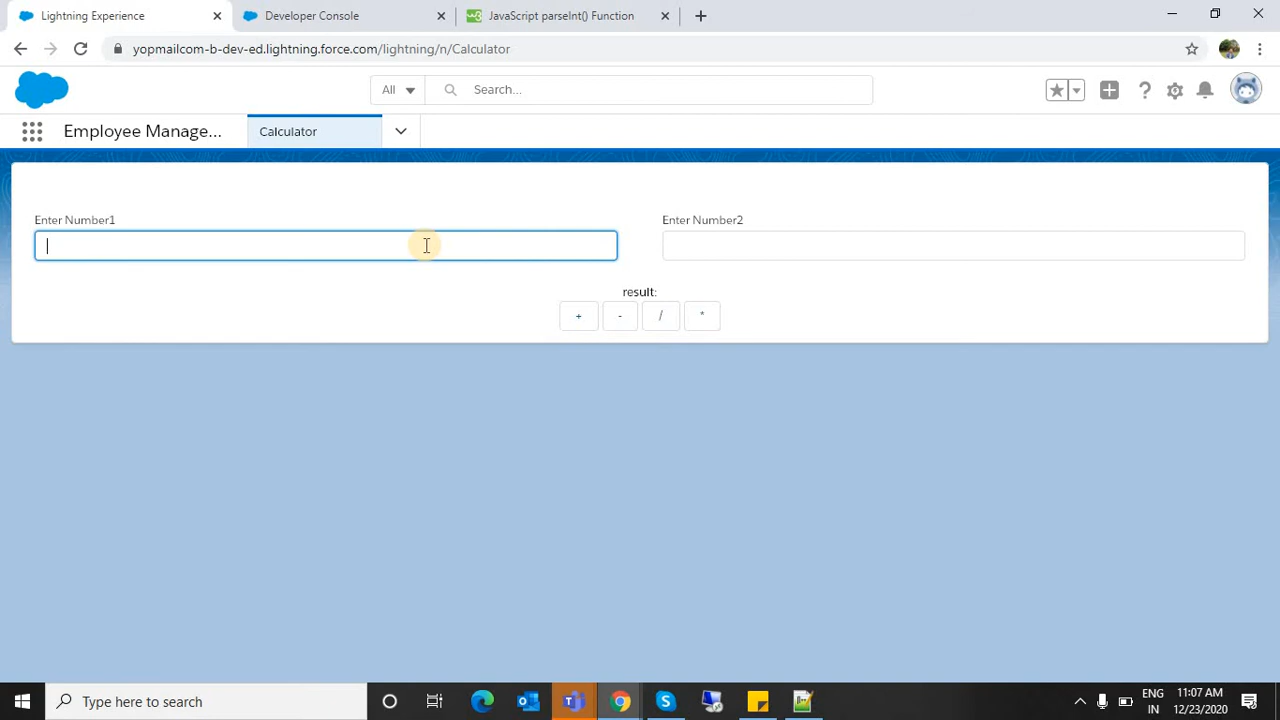 Lightning Experience
Developer Console
JavaScript parseInt() Function
yopmailcom-b-dev-ed.lightning.force.com/lightning/n/Calculator
All
Search...
Employee Manage...
Calculator
Enter Number1
Enter Number2
result:
+ - / *
Type here to search
ENG
IN
11:07 AM
12/23/2020